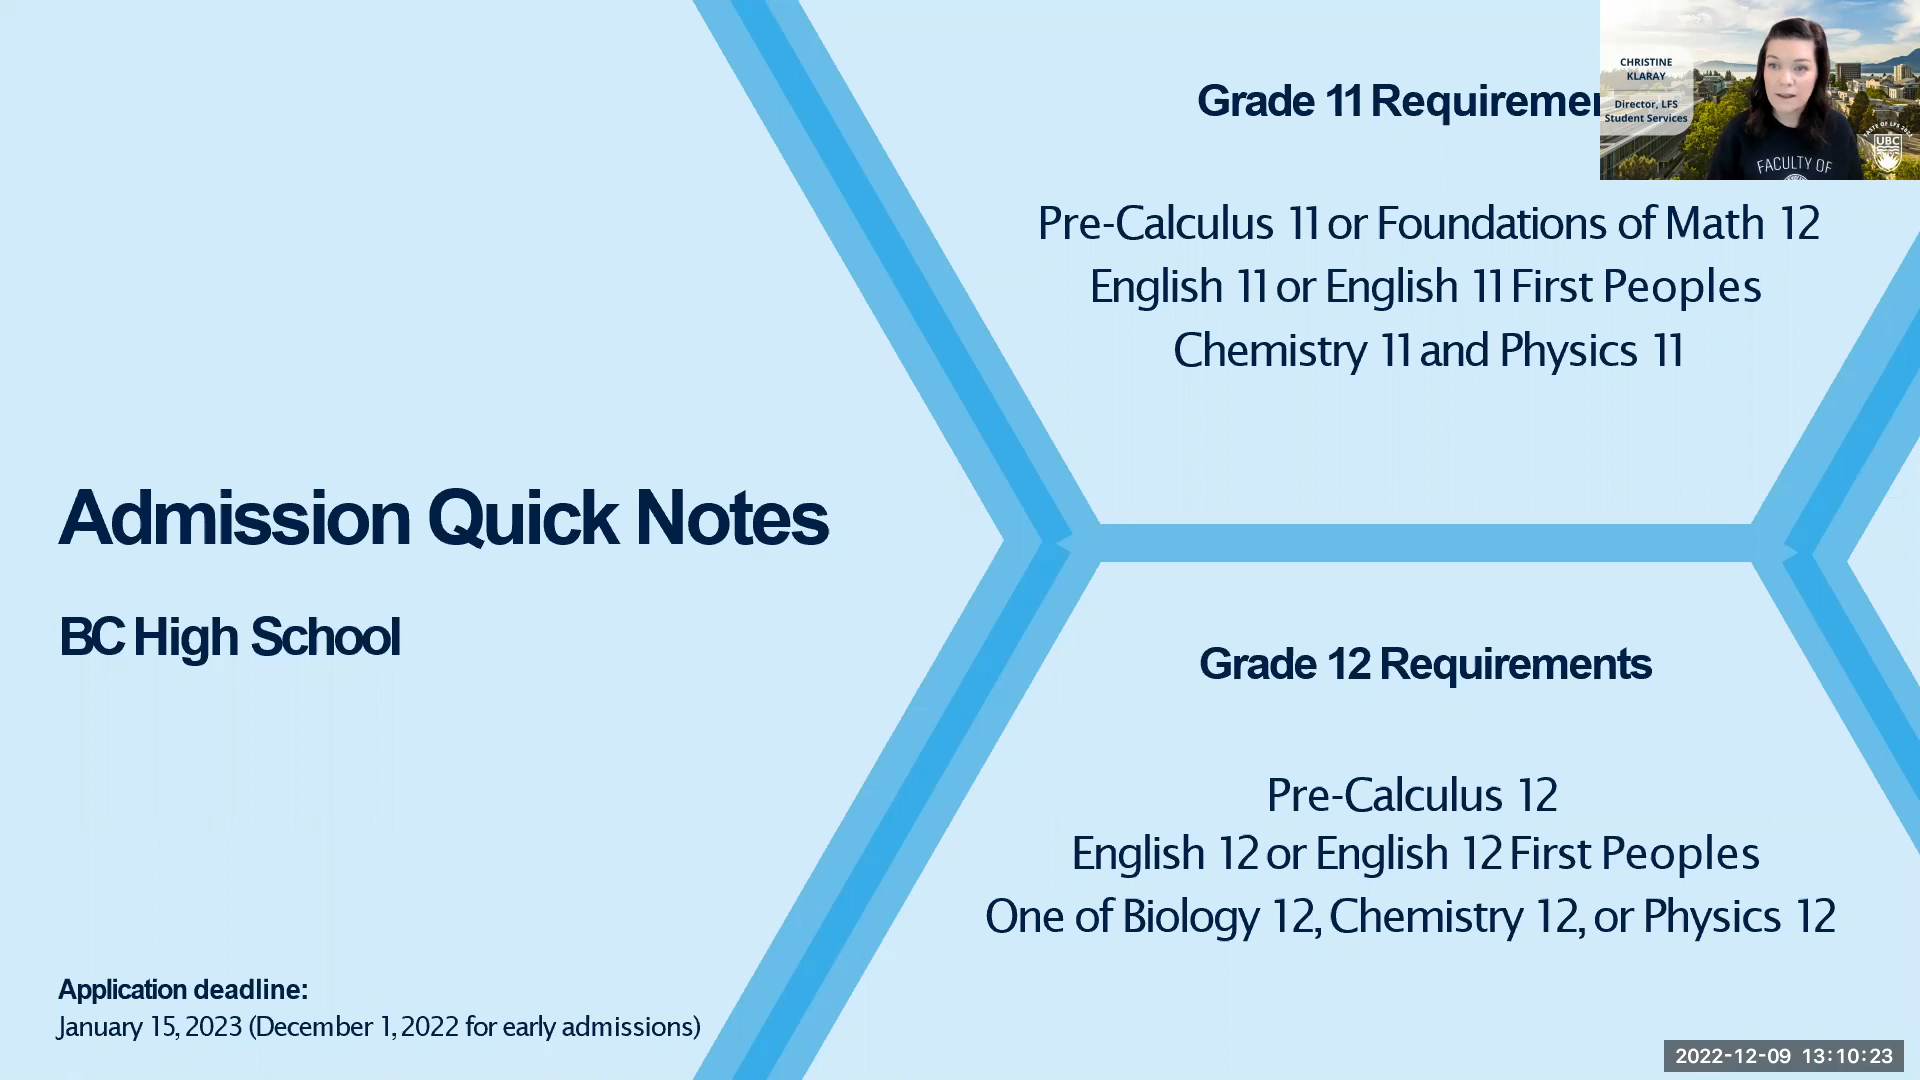 Admission Quick Notes
BC High School
Application deadline:
January 15, 2023 (December 1, 2022 for early admissions)
Grade 11
Pre-Calculus 11 or Foundations of Math 12
English 11 or English 11 First Peoples
Chemistry 11 and Physics 11
Grade 12 Requirements
Pre-Calculus 12
English 12 or English 12 First Peoples
One of Biology 12, Chemistry 12, or Physics 12
CHRISTINE
KLARAY
Director, LFS
Student Services
FACULTY OF
UBC
2022-12-09 13:10:23